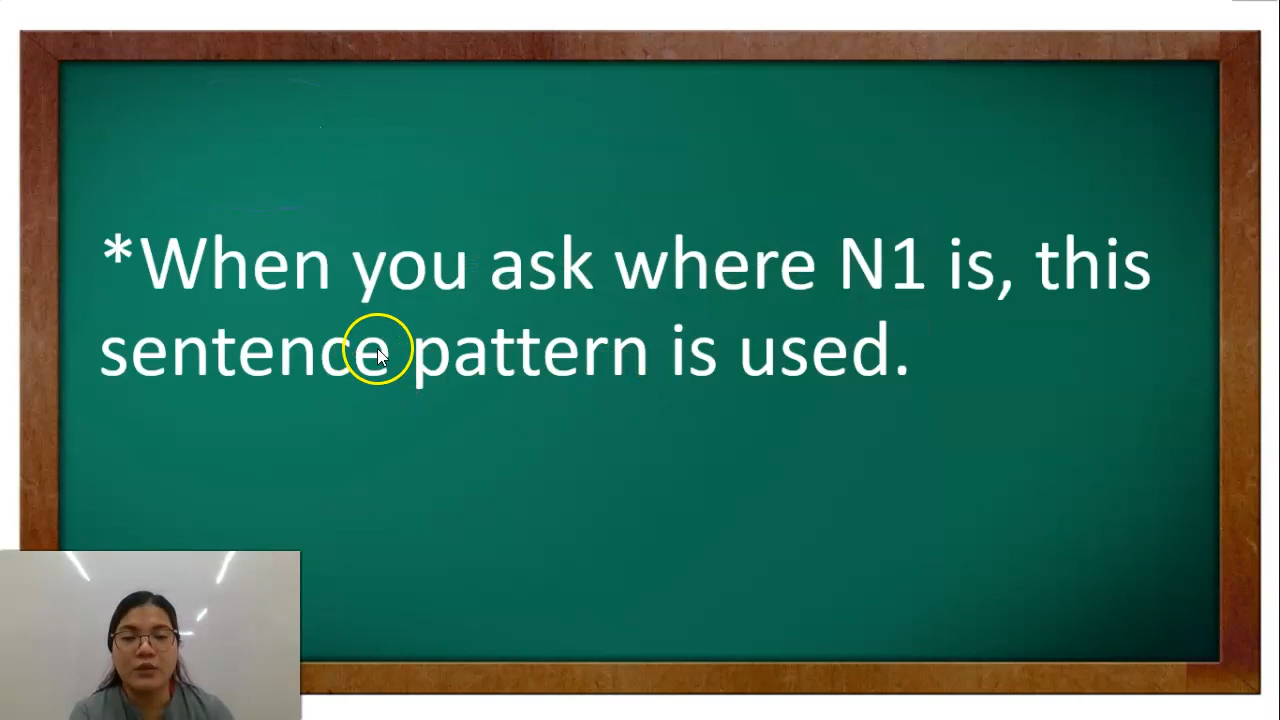 *When you ask where N1 is, this
sentence pattern is used.